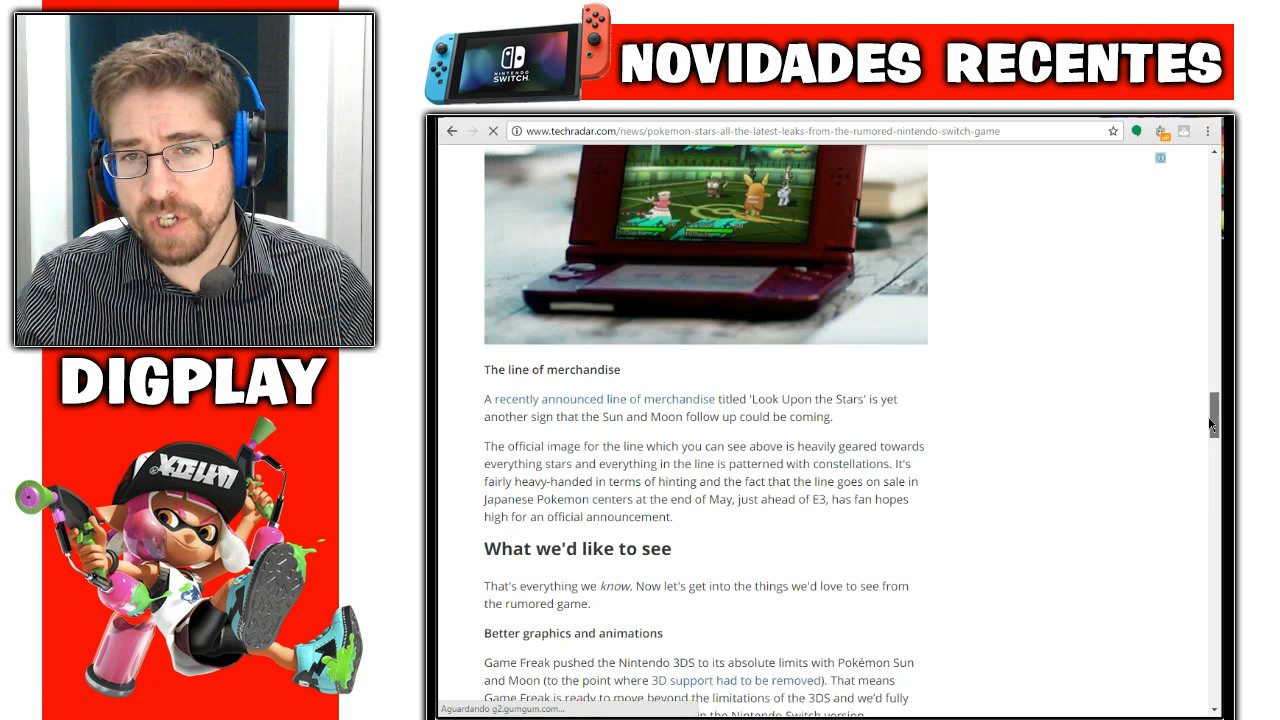 NINTENDO
SWITCH
NOVIDADES RECENTES
www.techradar.com/news/pokemon-stars-all-the-latest-leaks-from-the-rumored-nintendo-switch-game
The line of merchandise
A recently announced line of merchandise titled 'Look Upon the Stars' is yet
another sign that the Sun and Moon follow up could be coming.
The official image for the line which you can see above is heavily geared towards
everything stars and everything in the line is patterned with constellations. It's
fairly heavy-handed in terms of hinting and the fact that the line goes on sale in
Japanese Pokemon centers at the end of May, just ahead of E3, has fan hopes
high for an official announcement.
What we'd like to see
That's everything we know. Now let's get into the things we'd love to see from
the rumored game.
Better graphics and animations
Game Freak pushed the Nintendo 3DS to its absolute limits with Pokémon Sun
and Moon (to the point where 3D support had to be removed). That means
Game Freak is ready to move beyond the limitations of the 3DS and we'd fully
in the Nintendo Switch version
Aguardando g2.gumgum.com...
DIGPLAY